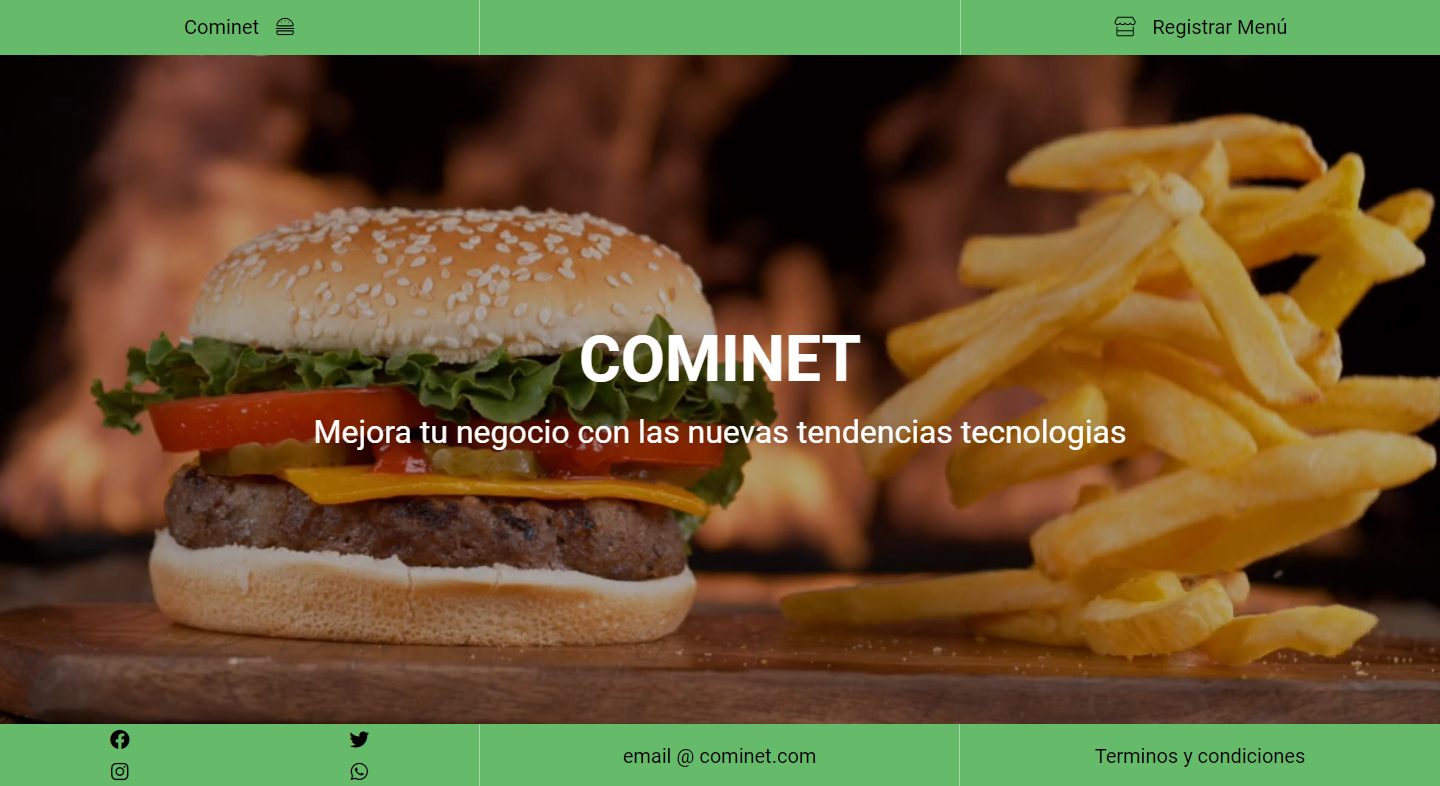 Cominet
Registrar Menú
COMINET
Mejora tu negocio con las nuevas tendencias tecnologias
email @ cominet.com
Terminos y condiciones